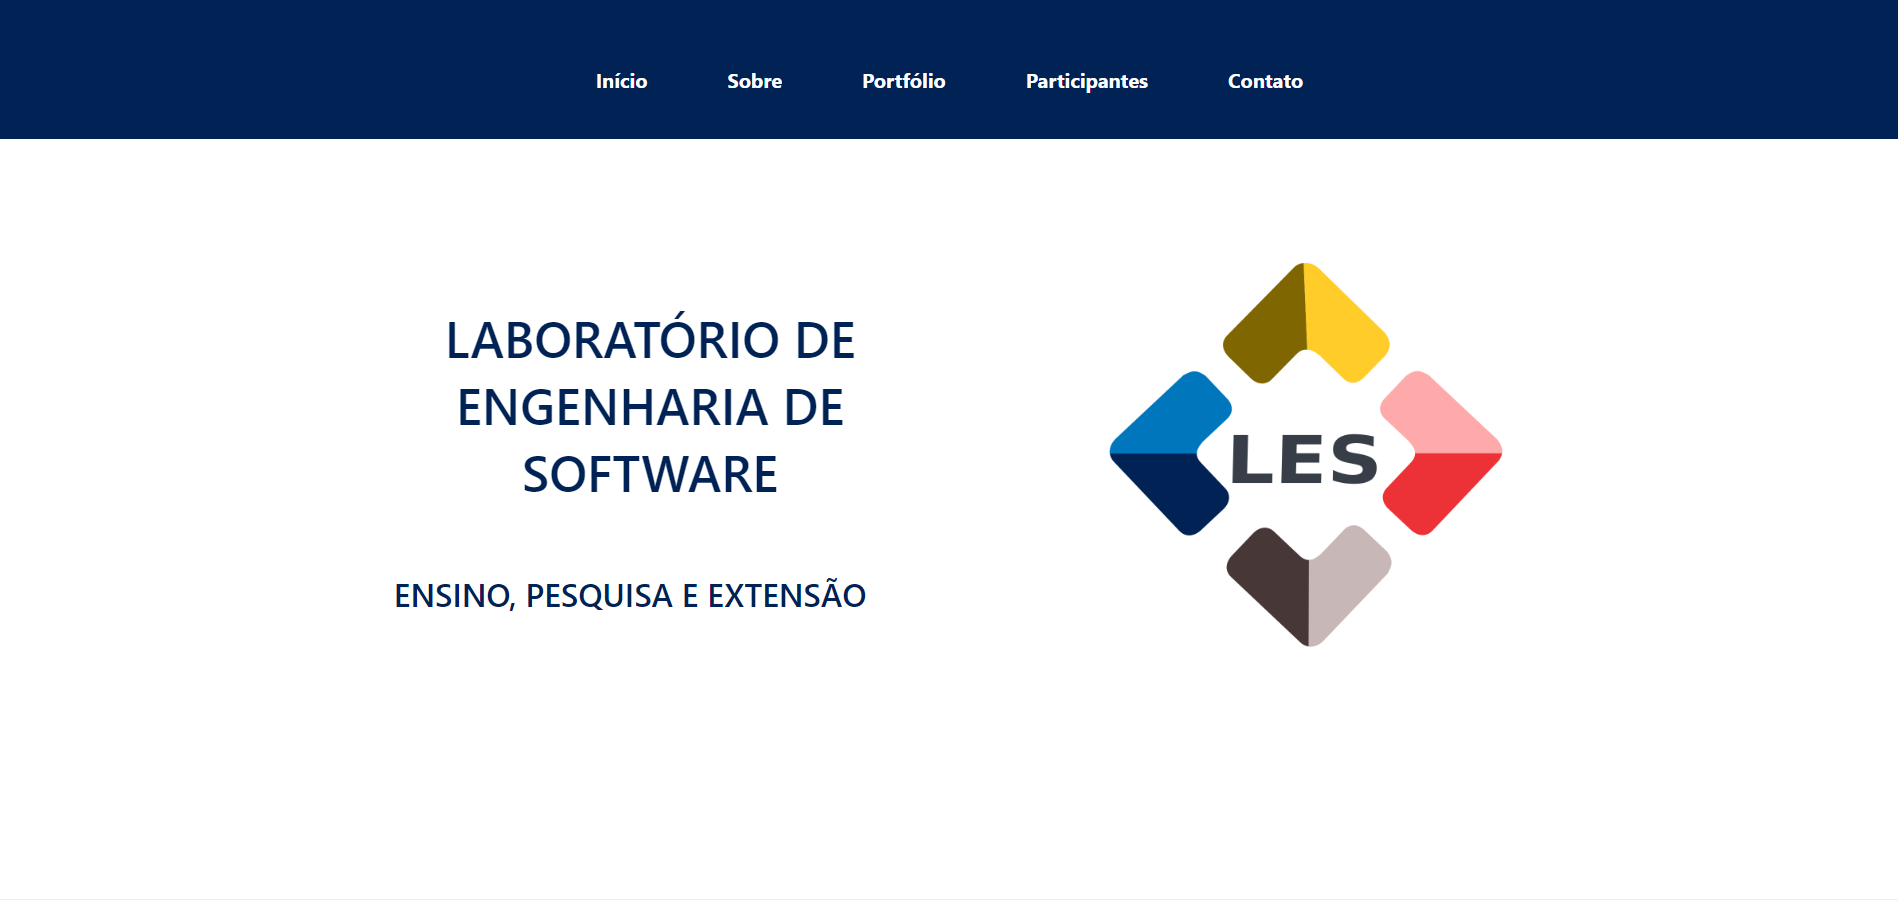 Início Sobre Portfólio Participantes Contato
LABORATÓRIO DE
ENGENHARIA DE
SOFTWARE
ENSINO, PESQUISA E EXTENSÃO
LES